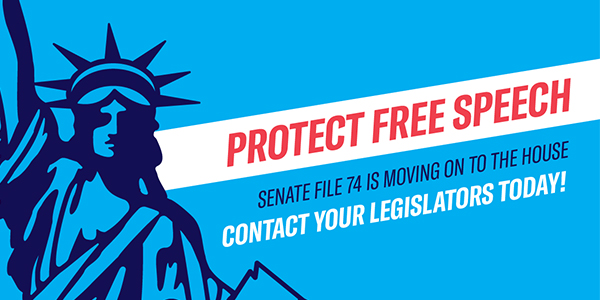 PROTECT FREE SPEECH
SENATE FILE 74 IS MOVING ON TO THE HOUSE
CONTACT YOUR LEGISLATORS TODAY!